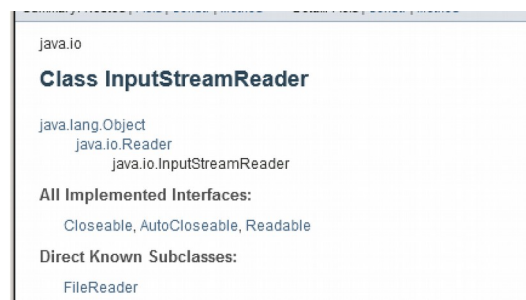 java.io
Class InputStreamReader
java.lang.Object
java.io.Reader
java.io.InputStreamReader
All Implemented Interfaces:
Closeable, AutoCloseable, Readable
Direct Known Subclasses:
FileReader